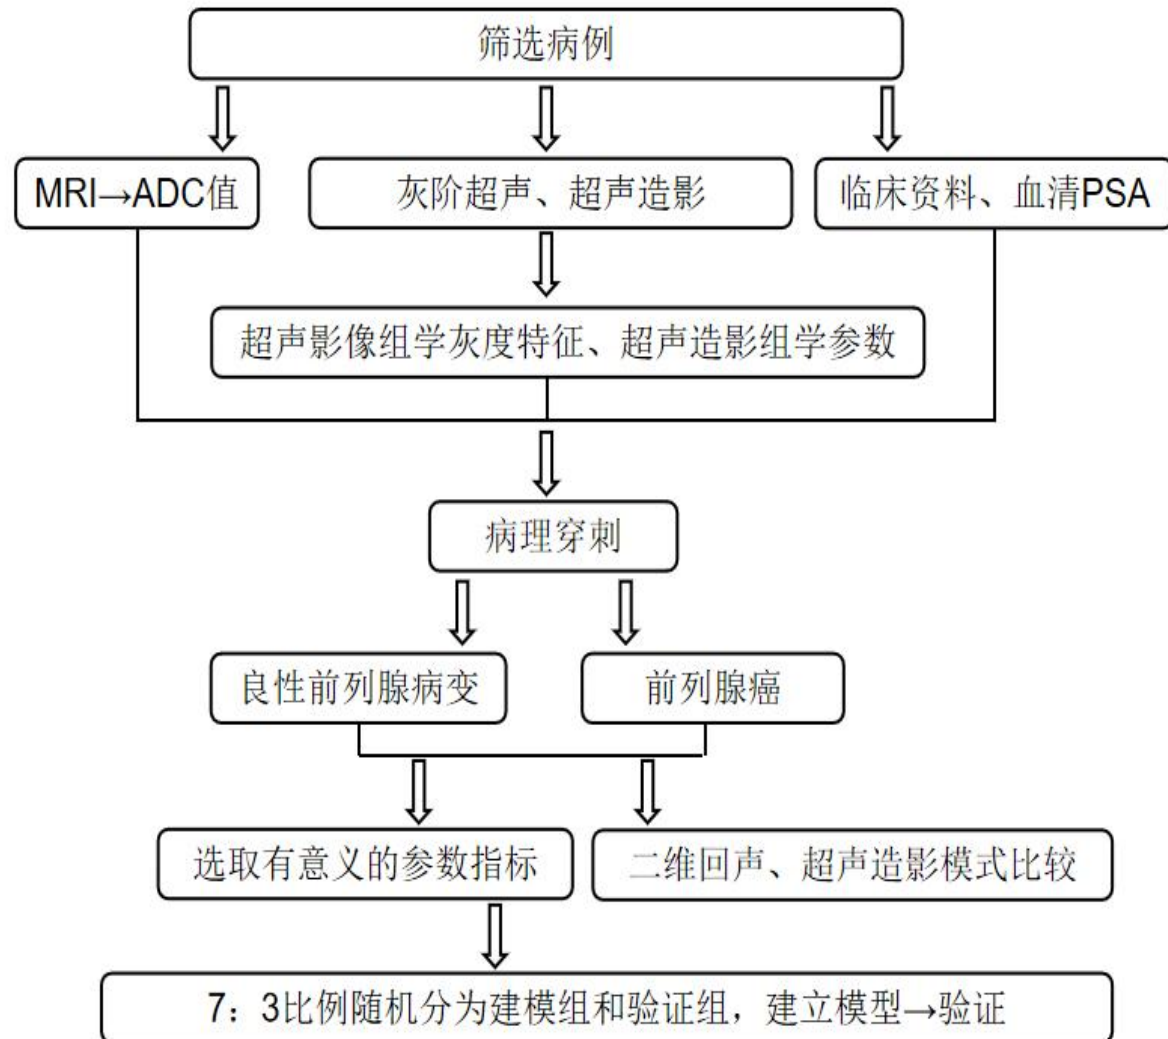 筛选病例
MRI→ADC值
灰阶超声、超声造影
临床资料、血清PSA
超声影像组学灰度特征、超声造影组学参数
病理穿刺
良性前列腺病变
前列腺癌
选取有意义的参数指标
二维回声、超声造影模式比较
7：3比例随机分为建模组和验证组，建立模型→验证